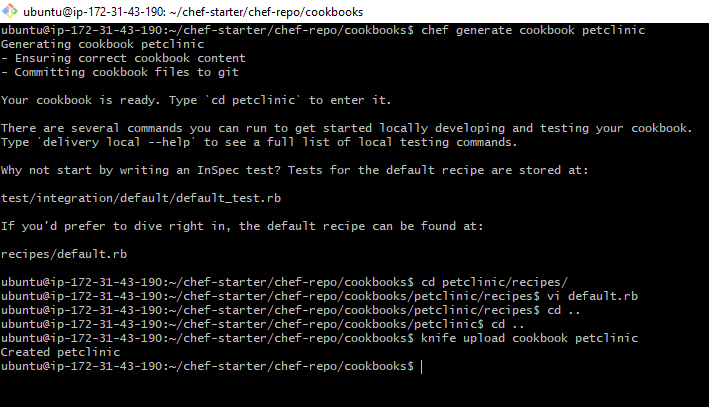 ubuntu@ip-172-31-43-190: ~/chef-starter/chef-repo/cookbooks
ubuntu@ip-172-31-43-190:~/chef-starter/chef-repo/cookbooks$ chef generate cookbook petclinic
Generating cookbook petclinic
- Ensuring correct cookbook content
- Committing cookbook files to git
Your cookbook is ready. Type `cd petclinic` to enter it.
There are several commands you can run to get started locally developing and testing your cookbook.
Type `delivery local --help` to see a full list of local testing commands.
Why not start by writing an InSpec test? Tests for the default recipe are stored at:
test/integration/default/default_test.rb
If you'd prefer to dive right in, the default recipe can be found at:
recipes/default.rb
ubuntu@ip-172-31-43-190:~/chef-starter/chef-repo/cookbooks$ cd petclinic/recipes/
ubuntu@ip-172-31-43-190:~/chef-starter/chef-repo/cookbooks/petclinic/recipes$ vi default.rb
ubuntu@ip-172-31-43-190:~/chef-starter/chef-repo/cookbooks/petclinic/recipes$ cd ..
ubuntu@ip-172-31-43-190:~/chef-starter/chef-repo/cookbooks/petclinic$ cd ..
ubuntu@ip-172-31-43-190:~/chef-starter/chef-repo/cookbooks$ knife upload cookbook petclinic
Created petclinic
ubuntu@ip-172-31-43-190:~/chef-starter/chef-repo/cookbooks$